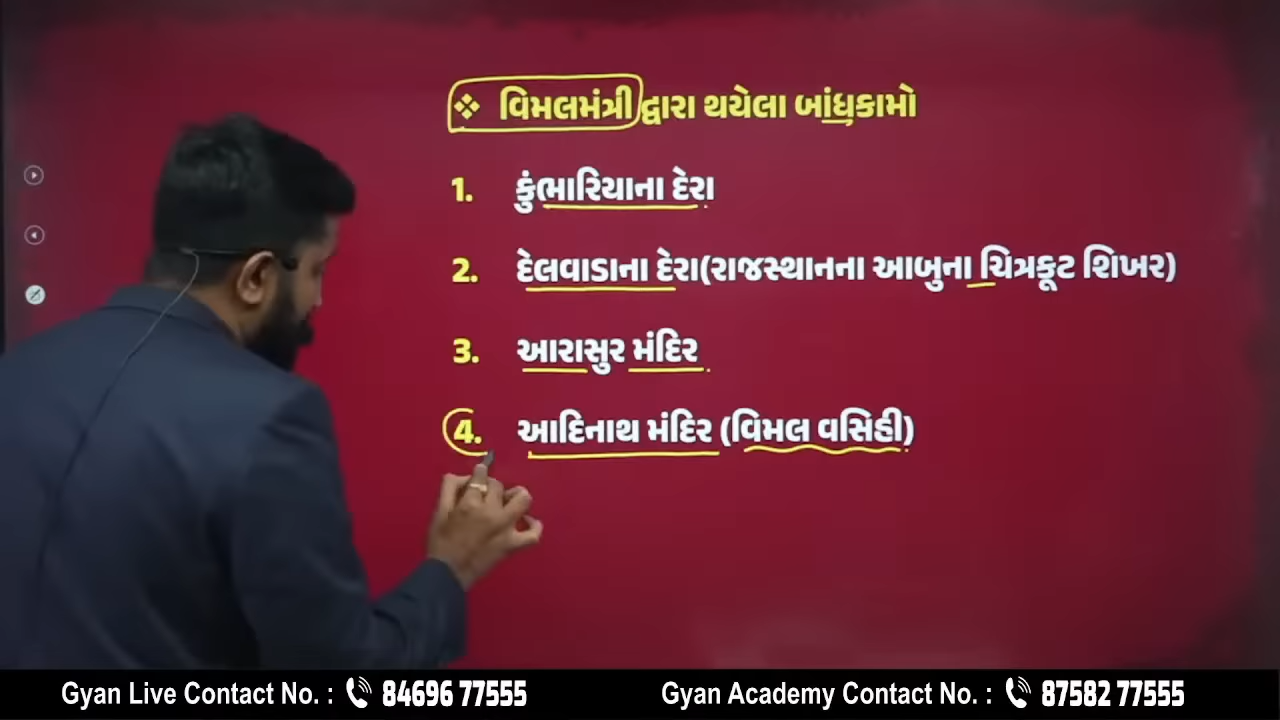 ❖ વિમલમંત્રી દ્વારા થયેલા બાંધકામો
1. કુંભારિયાના દેરા
2. દેલવાડાના દેરા(રાજસ્થાનના આબુના ચિત્રકૂટ શિખર)
3. આરાસુર મંદિર
4. આદિનાથ મંદિર (વિમલ વસિહી)
Gyan Live Contact No. : 84696 77555 Gyan Academy Contact No. : 87582 77555